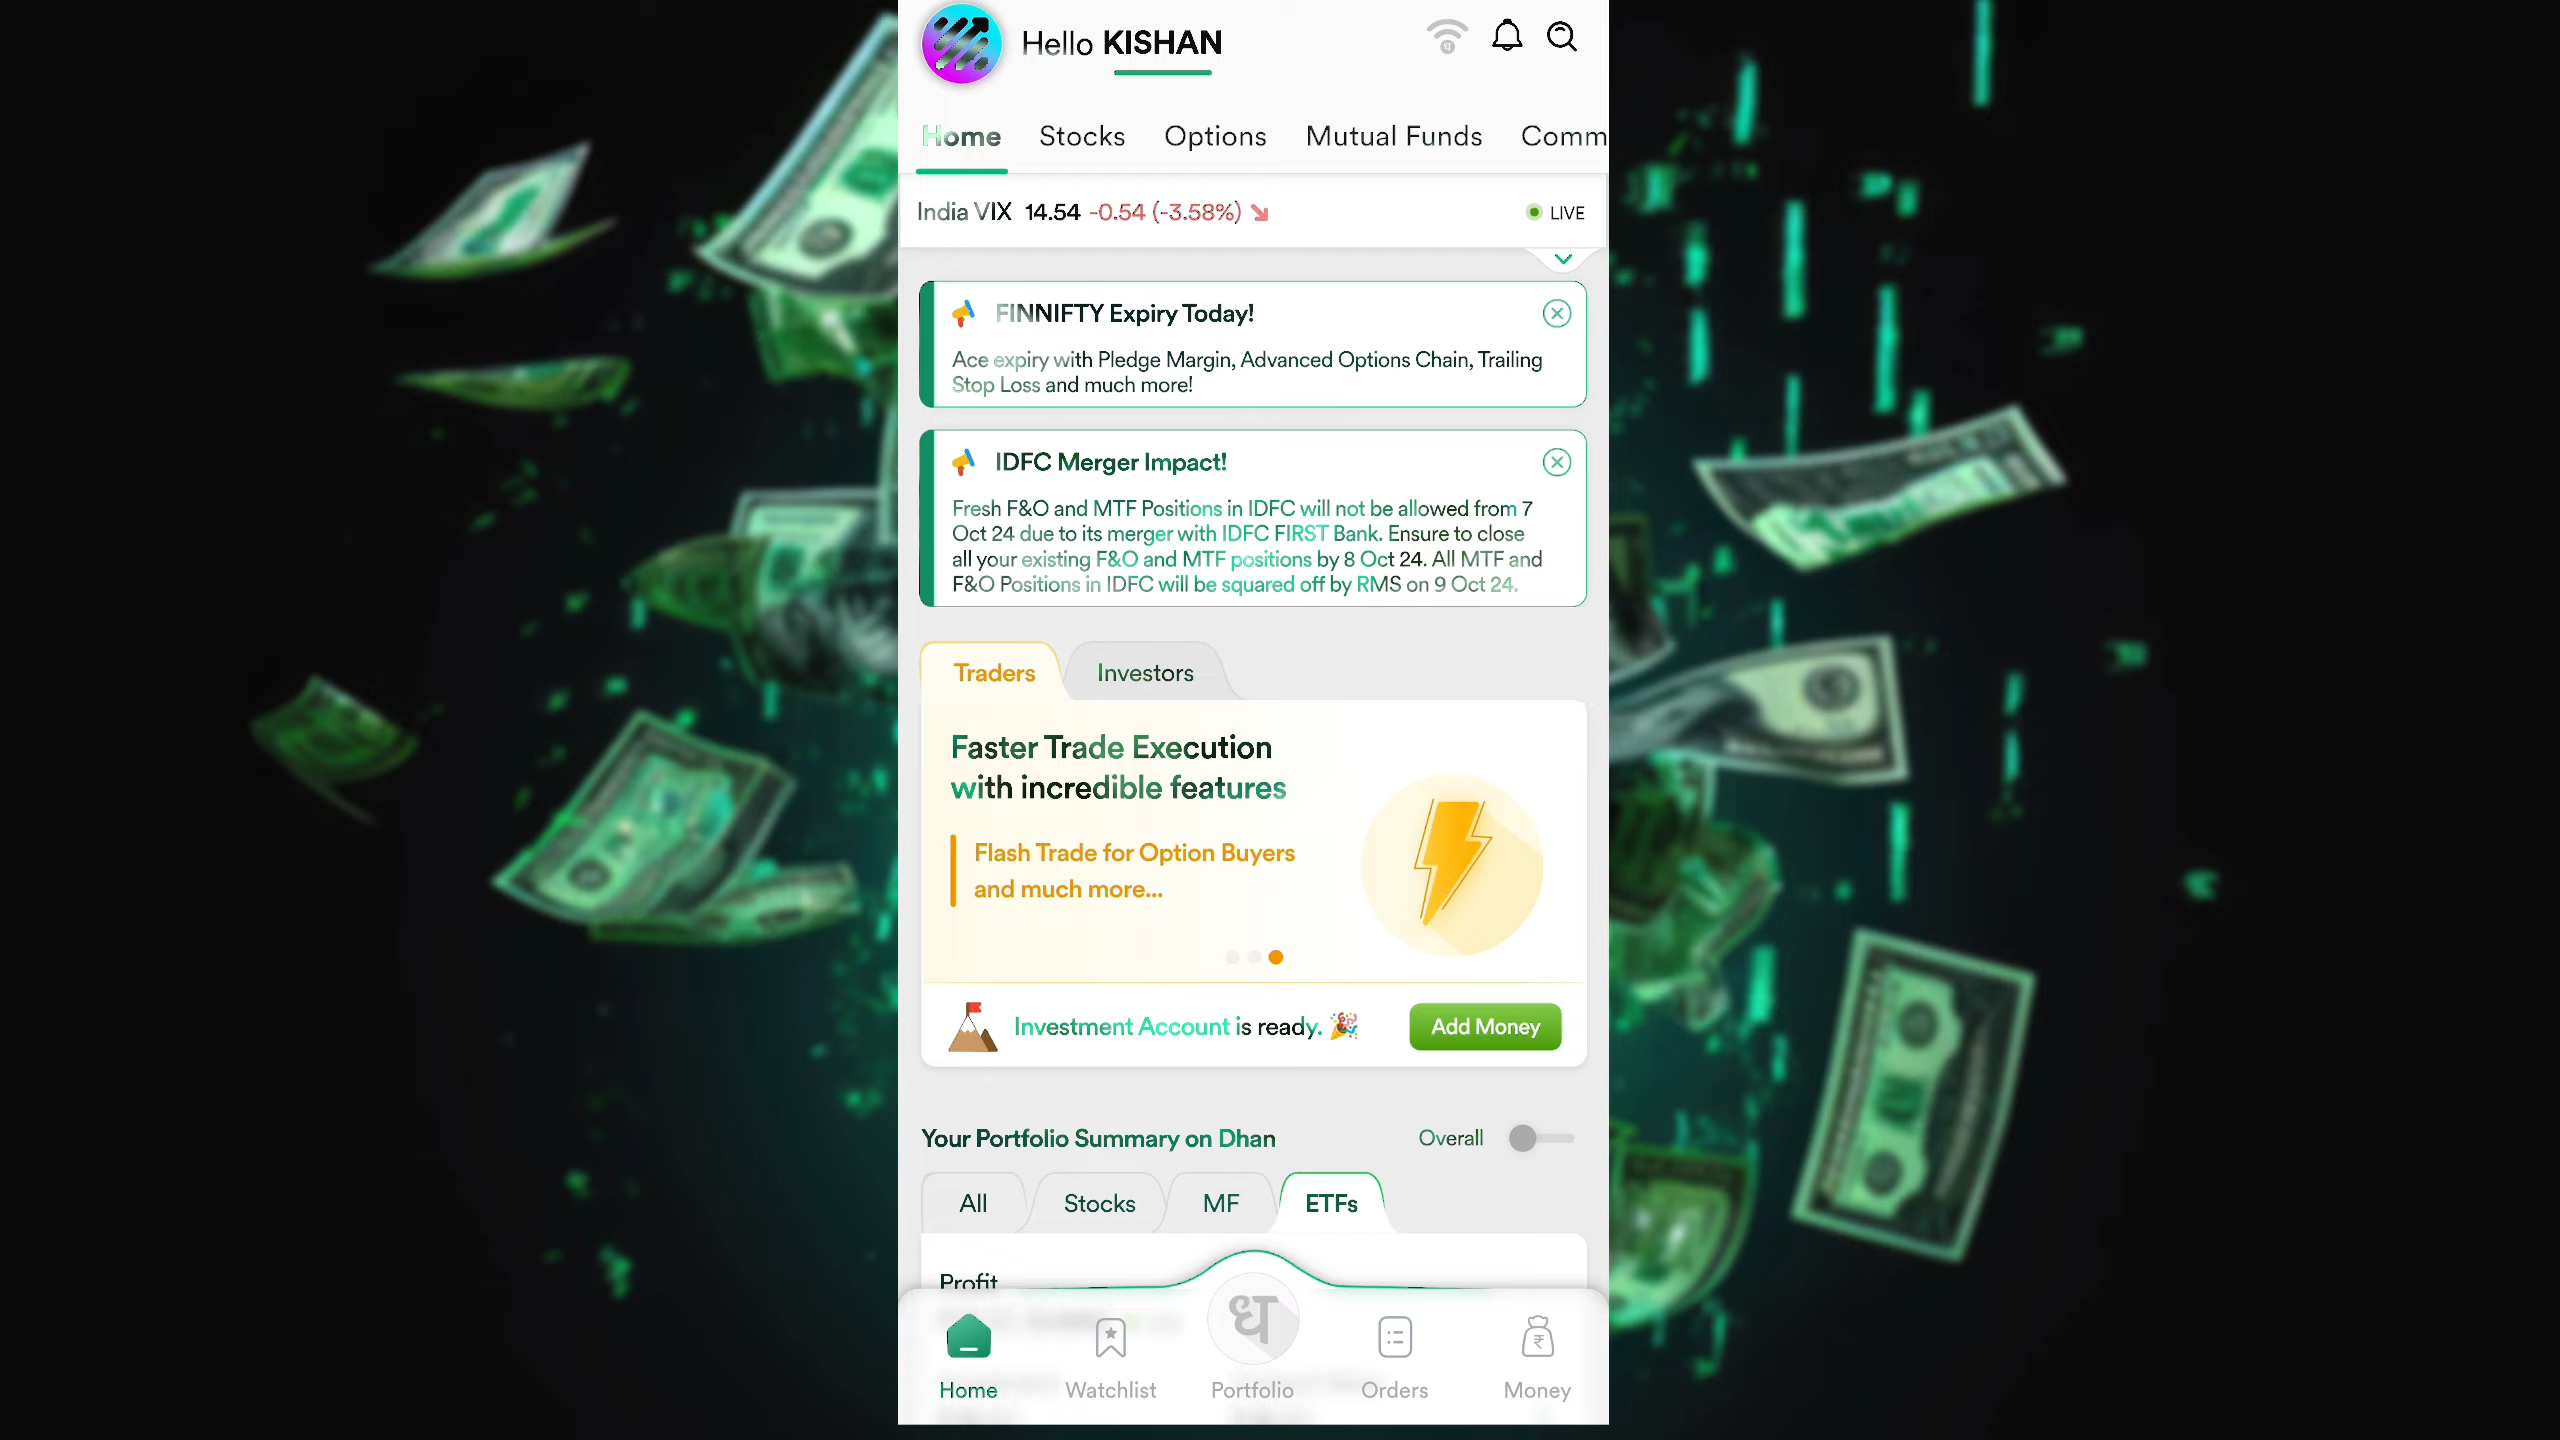 Hello KISHAN
Home Stocks Options Mutual Funds Comm
India VIX 14.54 -0.54 (-3.58%) LIVE
FINNIFTY Expiry Today!
Ace expiry with Pledge Margin, Advanced Options Chain, Trailing
Stop Loss and much more!
IDFC Merger Impact!
Fresh F&O and MTF Positions in IDFC will not be allowed from 7
Oct 24 due to its merger with IDFC FIRST Bank. Ensure to close
all your existing F&O and MTF positions by 8 Oct 24. All MTF and
F&O Positions in IDFC will be squared off by RMS on 9 Oct 24.
Traders Investors
Faster Trade Execution
with incredible features
Flash Trade for Option Buyers
and much more...
Investment Account is ready. 🎉 Add Money
Your Portfolio Summary on Dhan Overall
All Stocks MF ETFs
Profit
ध
Home Watchlist Portfolio Orders Money